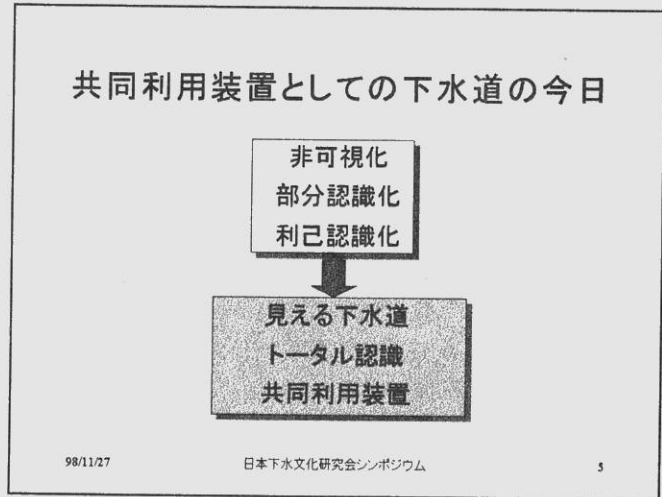 共同利用装置としての下水道の今日
非可視化
部分認識化
利己認識化
見える下水道
トータル認識
共同利用装置
98/11/27
日本下水文化研究会シンポジウム
5